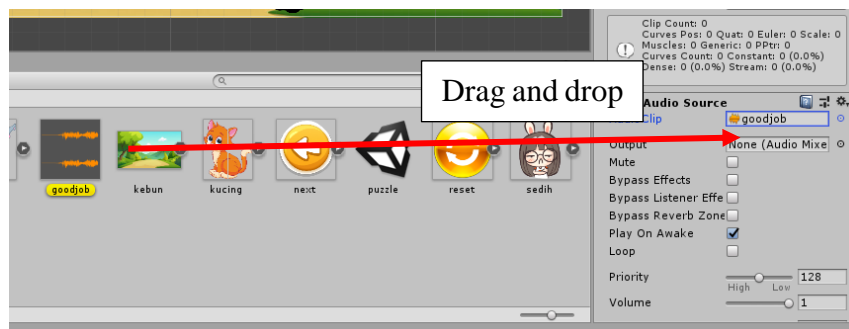 Clip Count: 0
Curves Pos: 0 Quat: 0 Euler: 0 Scale: 0
Muscles: 0 Generic: 0 PPtr: 0
Curves Count: 0 Constant: 0 (0.0%)
Dense: 0 (0.0%) Stream: 0 (0.0%)
Drag and drop
Audio Source
Clip
goodjob
Output
None (Audio Mixe
Mute
Bypass Effects
Bypass Listener Effe
Bypass Reverb Zone
Play On Awake
Loop
Priority
128
High Low
Volume
1
goodjob
kebun
kucing
next
puzzle
reset
sedih